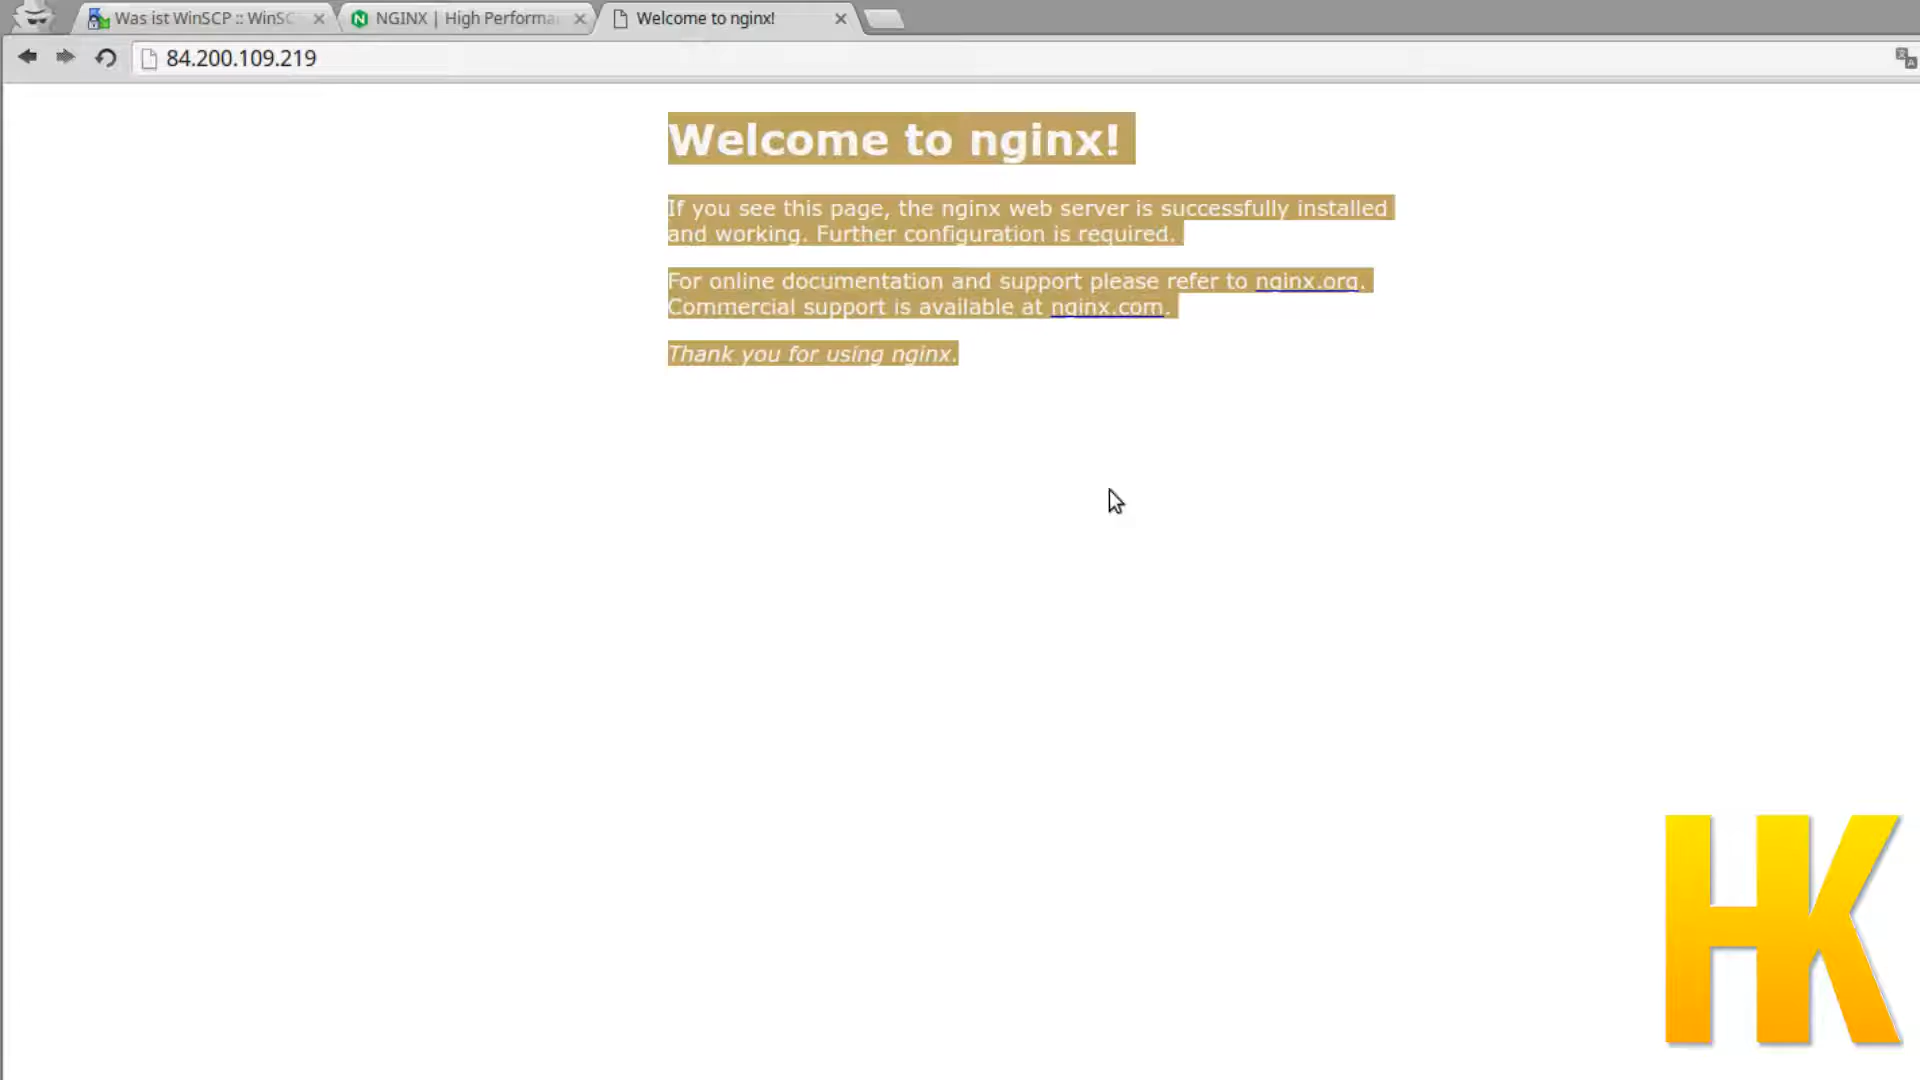 Was ist WinSCP :: WinSC
NGINX | High Performa
Welcome to nginx!
84.200.109.219
Welcome to nginx!
If you see this page, the nginx web server is successfully installed
and working. Further configuration is required.
For online documentation and support please refer to nginx.org.
Commercial support is available at nginx.com.
Thank you for using nginx.
HK